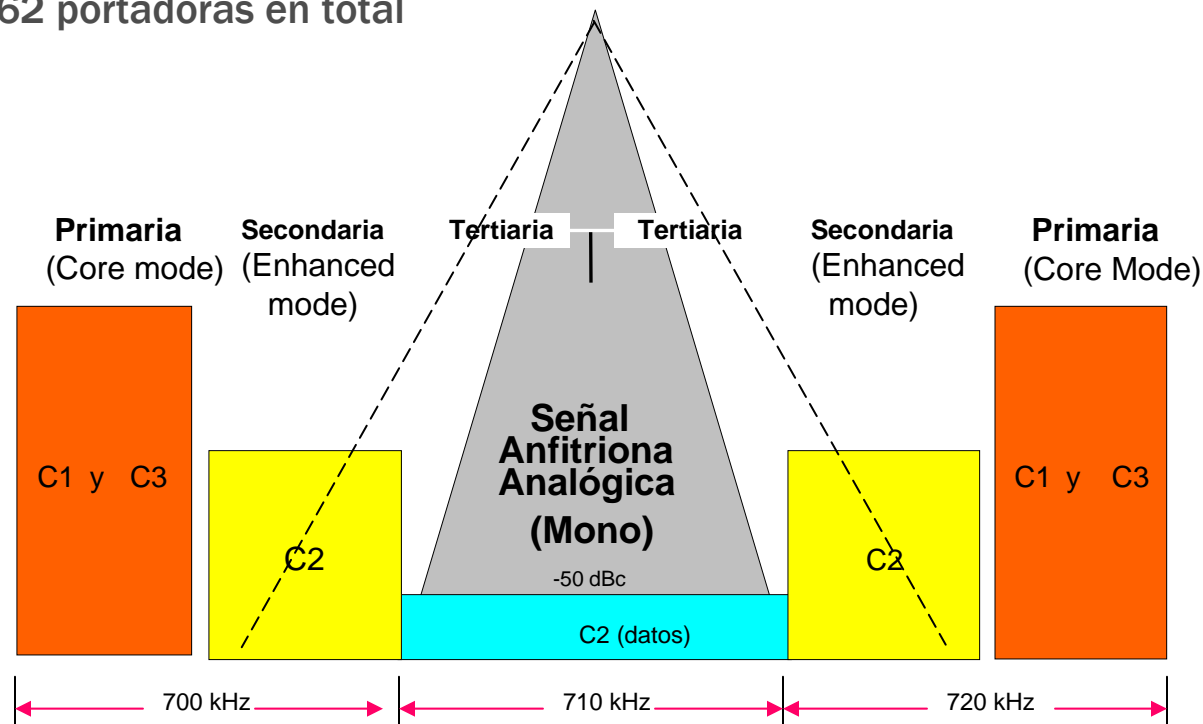 62 portadoras en total
Primaria
(Core mode)
Secondaria
(Enhanced
mode)
Tertiaria
Tertiaria
Secondaria
(Enhanced
mode)
Primaria
(Core Mode)
Señal
Anfitriona
Analógica
(Mono)
-50 dBc
C1 y C3
C2
C2 (datos)
C2
C1 y C3
700 kHz
710 kHz
720 kHz